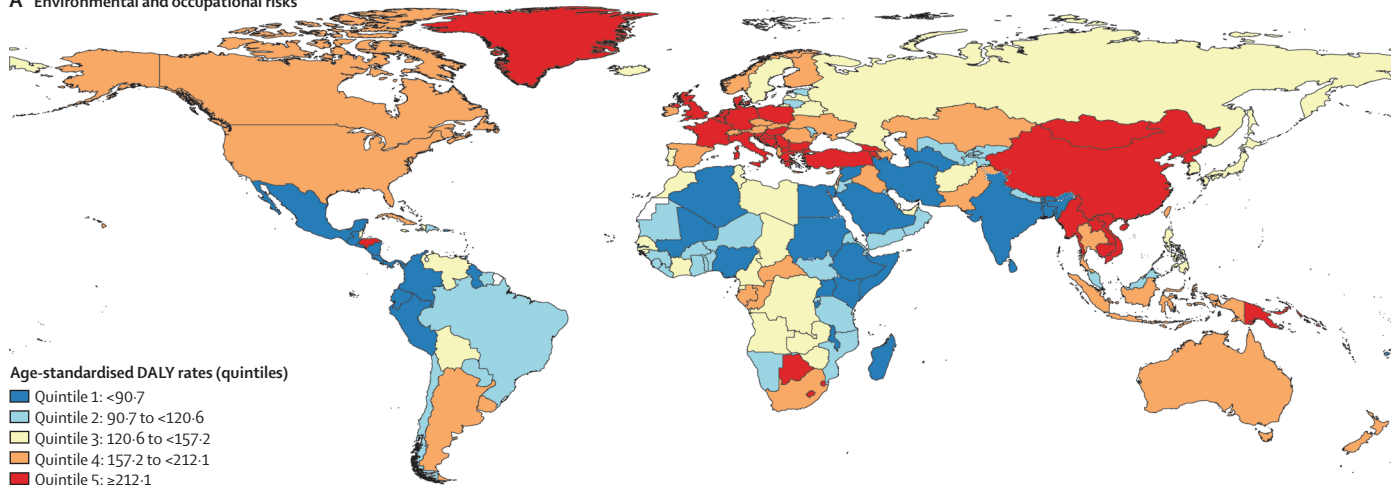 A Environmental and occupational risks
Age-standardised DALY rates (quintiles)
Quintile 1: <90·7
Quintile 2: 90·7 to <120·6
Quintile 3: 120·6 to <157·2
Quintile 4: 157·2 to <212·1
Quintile 5: ≥212·1